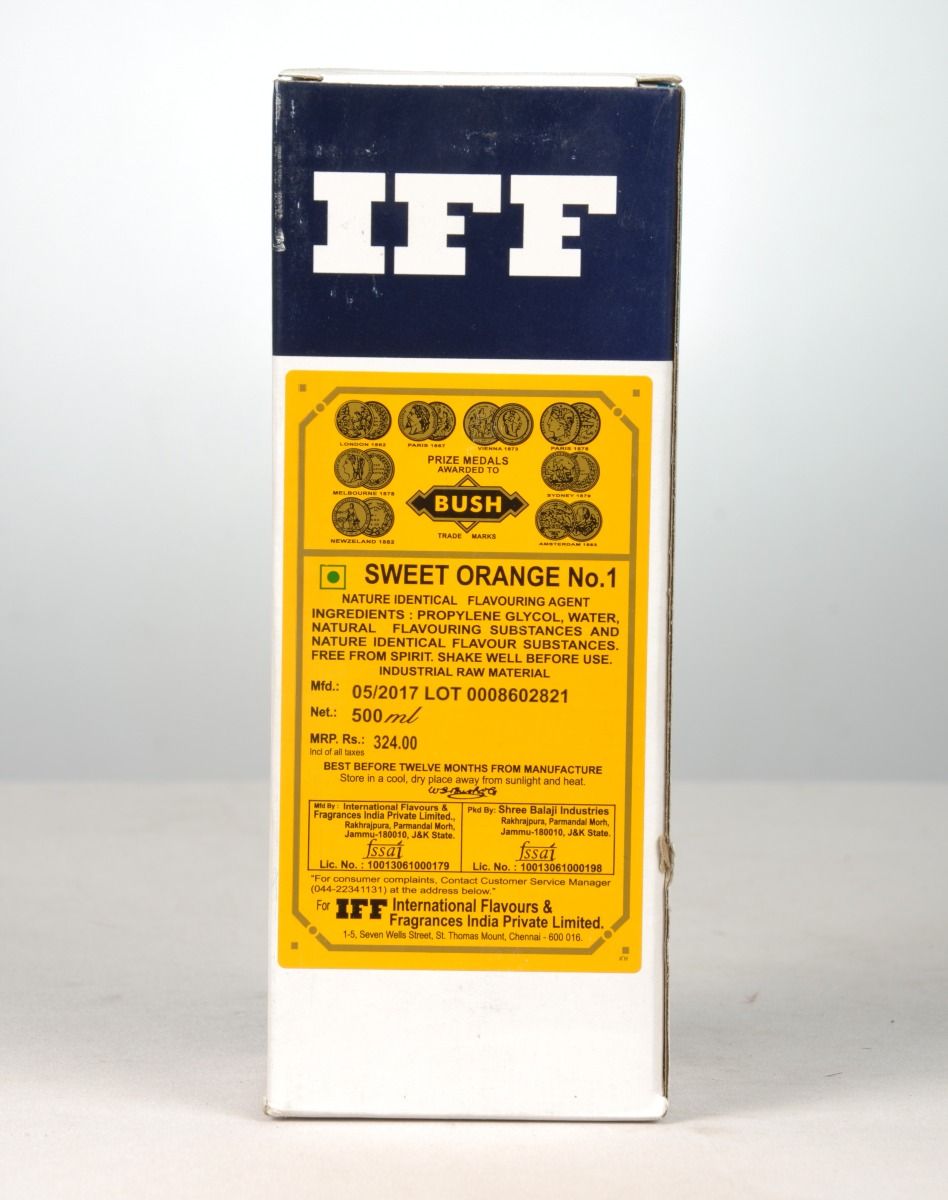 IFF
LONDON 1862 PARIS 1867 VIENNA 1873 PARIS 1878
PRIZE MEDALS
AWARDED TO
MELBOURNE 1878 SYDNEY 1879
BUSH
TRADE MARKS
NEWZELAND 1882 AMSTERDAM 1883
SWEET ORANGE No.1
NATURE IDENTICAL FLAVOURING AGENT
INGREDIENTS : PROPYLENE GLYCOL, WATER,
NATURAL FLAVOURING SUBSTANCES AND
NATURE IDENTICAL FLAVOUR SUBSTANCES.
FREE FROM SPIRIT. SHAKE WELL BEFORE USE.
INDUSTRIAL RAW MATERIAL
Mfd.: 05/2017 LOT 0008602821
Net.: 500 ml
MRP. Rs.: 324.00
Incl of all taxes
BEST BEFORE TWELVE MONTHS FROM MANUFACTURE
Store in a cool, dry place away from sunlight and heat.
Mfd By : International Flavours &
Fragrances India Private Limited.,
Rakhrajpura, Parmandal Morh,
Jammu-180010, J&K State.
fssai
Lic. No. : 10013061000179
Pkd By: Shree Balaji Industries
Rakhrajpura, Parmandal Morh,
Jammu-180010, J&K State.
fssai
Lic. No. : 10013061000198
"For consumer complaints, Contact Customer Service Manager
(044-22341131) at the address below."
For IFF International Flavours &
Fragrances India Private Limited.
1-5, Seven Wells Street, St. Thomas Mount, Chennai - 600 016.